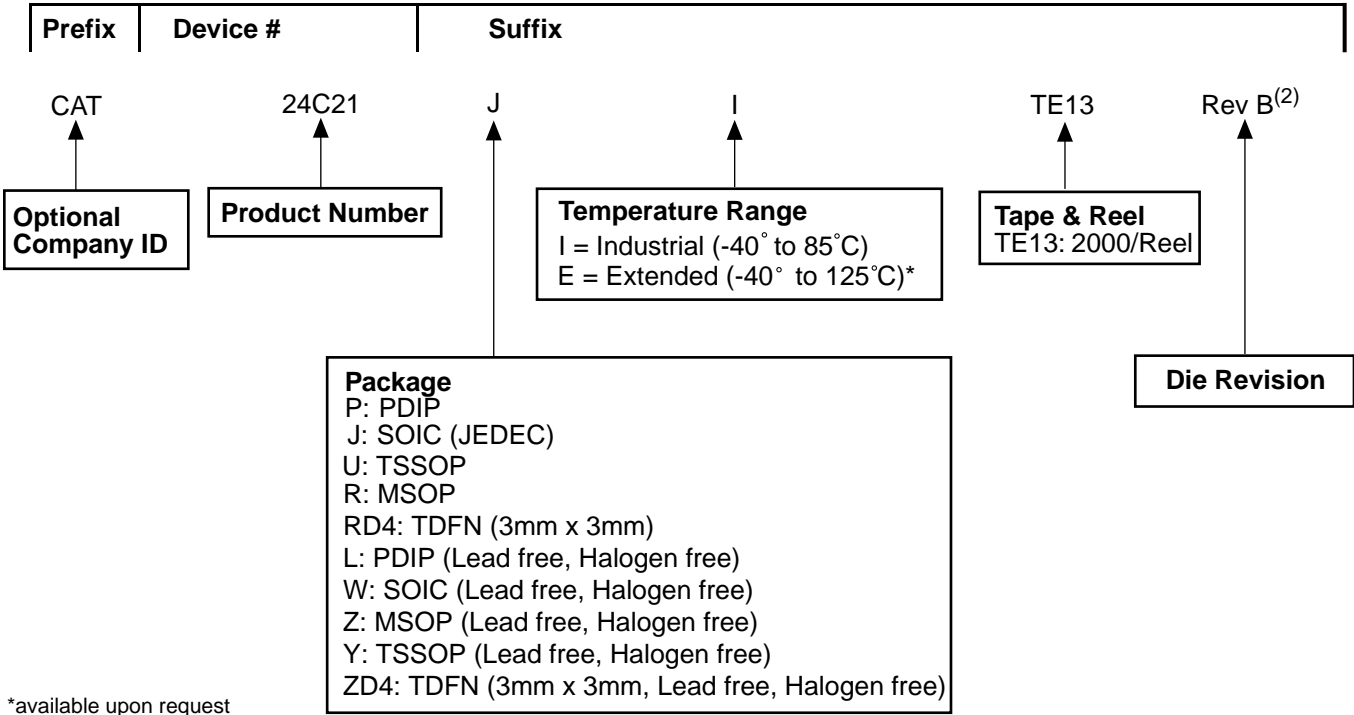 Prefix Device # Suffix
CAT 24C21 J I TE13 Rev B(2)
Optional
Company ID
Product Number
Temperature Range
I = Industrial (-40˚ to 85˚C)
E = Extended (-40˚ to 125˚C)*
Tape & Reel
TE13: 2000/Reel
Package
P: PDIP
J: SOIC (JEDEC)
U: TSSOP
R: MSOP
RD4: TDFN (3mm x 3mm)
L: PDIP (Lead free, Halogen free)
W: SOIC (Lead free, Halogen free)
Z: MSOP (Lead free, Halogen free)
Y: TSSOP (Lead free, Halogen free)
ZD4: TDFN (3mm x 3mm, Lead free, Halogen free)
Die Revision
*available upon request